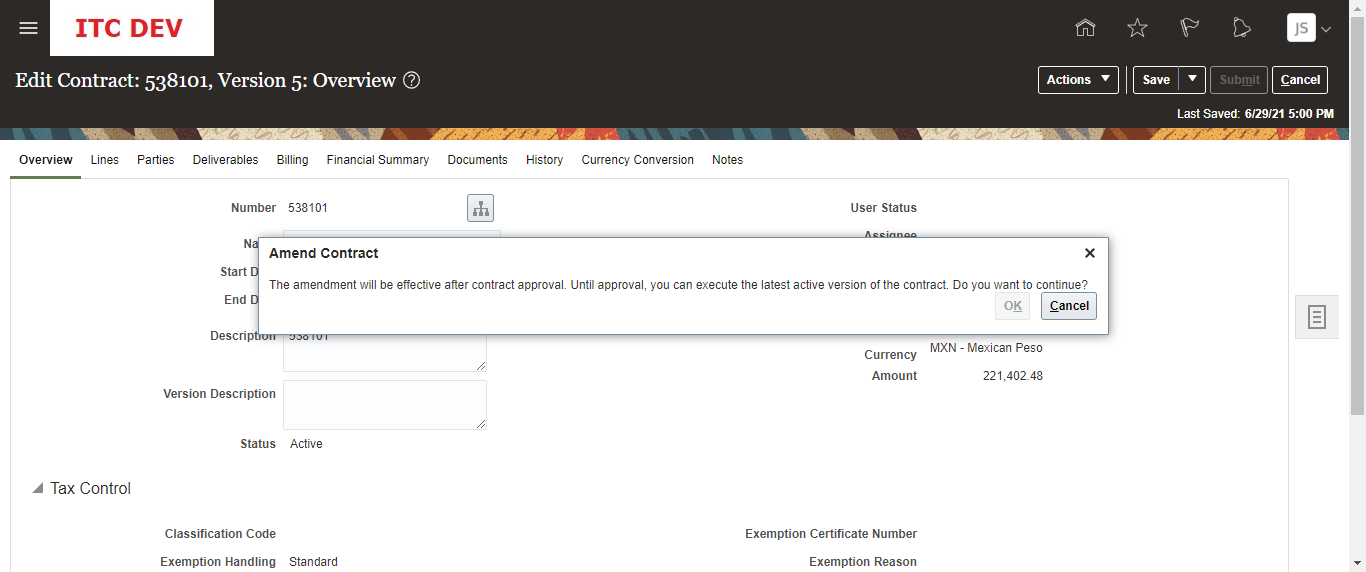 ITC DEV
JS
Edit Contract: 538101, Version 5: Overview
Actions Save Submit Cancel
Last Saved: 6/29/21 5:00 PM
Overview Lines Parties Deliverables Billing Financial Summary Documents History Currency Conversion Notes
Number 538101 User Status
Na Assignee
Amend Contract
Start D
The amendment will be effective after contract approval. Until approval, you can execute the latest active version of the contract. Do you want to continue?
End D OK Cancel
Description 538101
Currency MXN - Mexican Peso
Amount 221,402.48
Version Description
Status Active
Tax Control
Classification Code Exemption Certificate Number
Exemption Handling Standard Exemption Reason